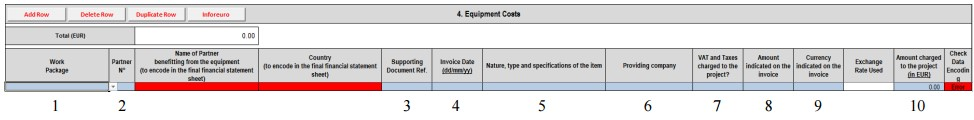 Add Row Delete Row Duplicate Row Inforeuro 4. Equipment Costs
Total (EUR) 0.00
Work
Package
Partner
N°
Name of Partner
benefitting from the equipment
(to encode in the final financial statement
sheet)
Country
(to encode in the final financial statement
sheet)
Supporting
Document Ref.
Invoice Date
(dd/mm/yy)
Nature, type and specifications of the item
Providing company
VAT and Taxes
charged to the
project?
Amount
indicated on the
invoice
Currency
indicated on the
invoice
Exchange
Rate Used
Amount charged
to the project
(in EUR)
Check
Data
Encodin
g
0.00 Error
1 2 3 4 5 6 7 8 9 10